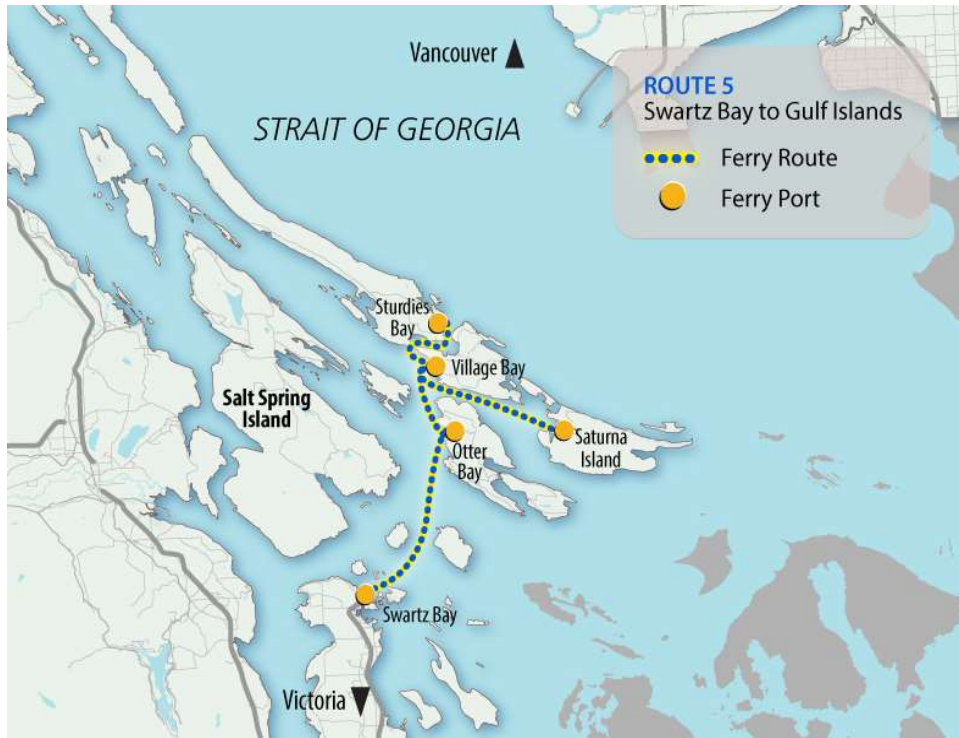 Vancouver
STRAIT OF GEORGIA
ROUTE 5
Swartz Bay to Gulf Islands
Ferry Route
Ferry Port
Sturdies
Bay
Village Bay
Salt Spring
Island
Otter
Bay
Saturna
Island
Swartz Bay
Victoria